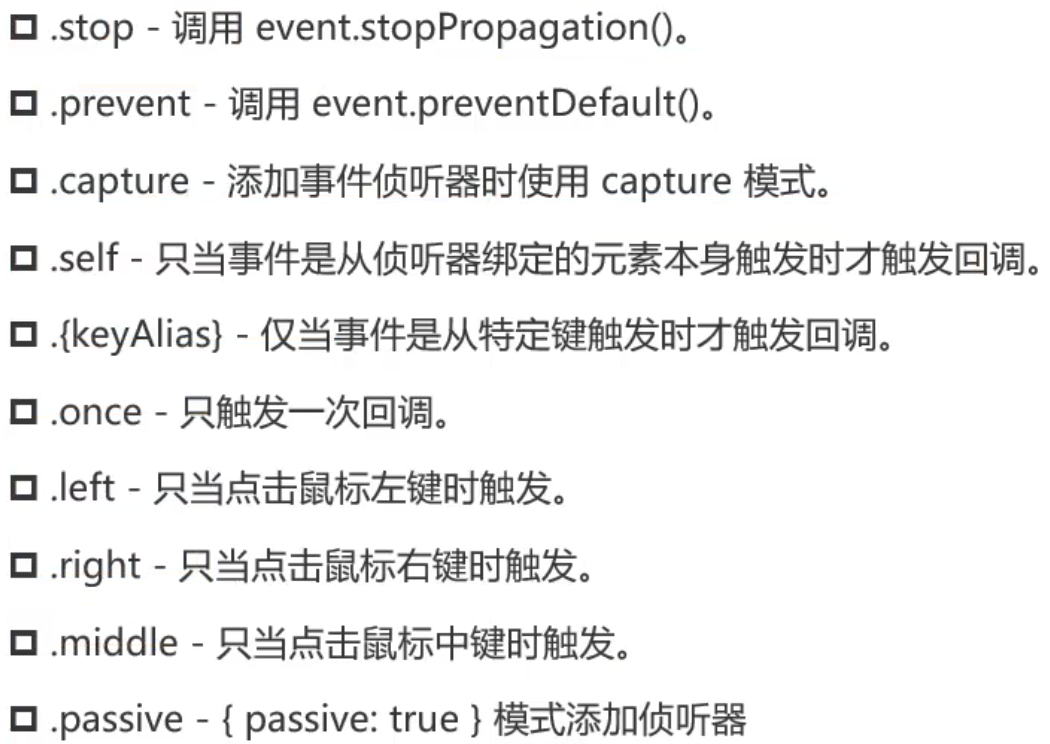 .stop - 调用 event.stopPropagation()。
.prevent - 调用 event.preventDefault()。
.capture - 添加事件侦听器时使用 capture 模式。
.self - 只当事件是从侦听器绑定的元素本身触发时才触发回调。
.{keyAlias} - 仅当事件是从特定键触发时才触发回调。
.once - 只触发一次回调。
.left - 只当点击鼠标左键时触发。
.right - 只当点击鼠标右键时触发。
.middle - 只当点击鼠标中键时触发。
.passive - { passive: true } 模式添加侦听器